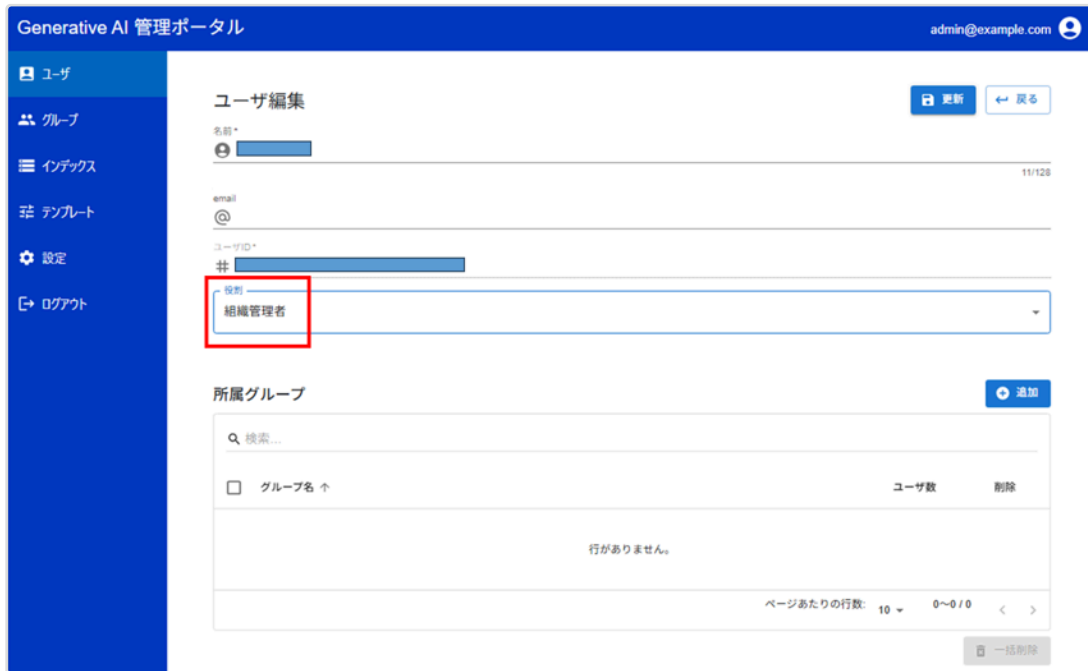 Generative AI 管理ポータル
admin@example.com
ユーザ
グループ
インデックス
テンプレート
設定
ログアウト
ユーザ編集
更新
戻る
名前*
11/128
email
@
ユーザID*
#
役割
組織管理者
所属グループ
追加
検索...
グループ名 ↑
ユーザ数
削除
行がありません。
ページあたりの行数: 10 0～0 / 0
一括削除